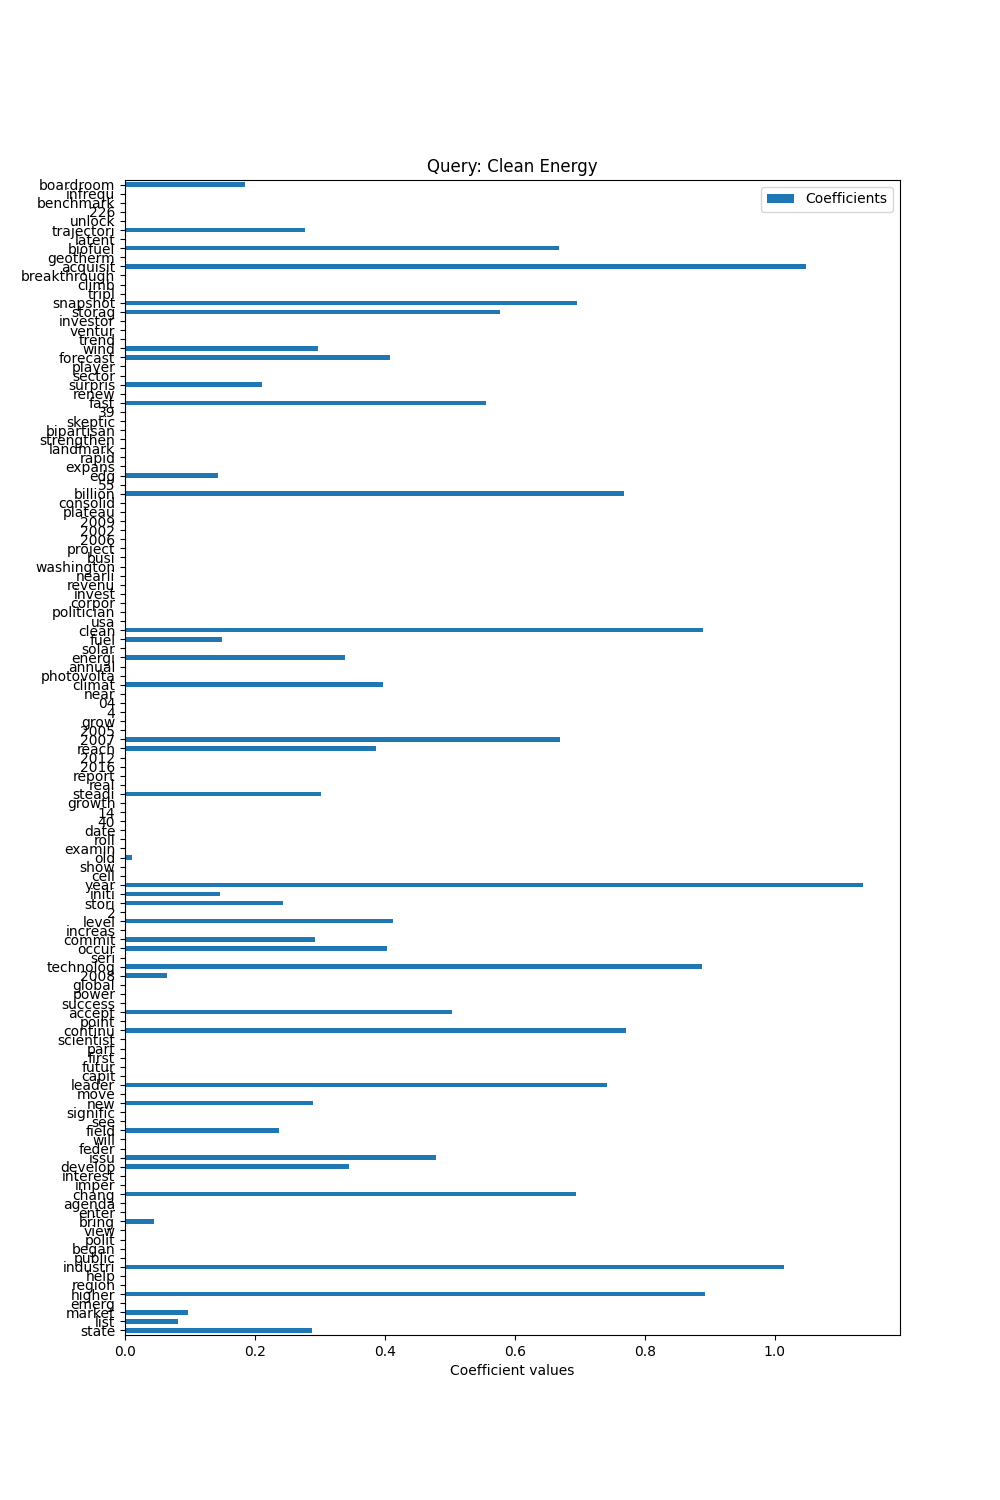 Query: Clean Energy
Coefficients
boardroom
infrequ
benchmark
226
unlock
trajectori
latent
biofuel
geotherm
acquisit
breakthrough
climb
tripl
snapshot
storag
investor
ventur
trend
wind
forecast
player
sector
surpris
renew
fast
39
skeptic
bipartisan
strengthen
landmark
rapid
expans
edg
55
billion
consolid
plateau
2009
2002
2006
project
busi
washington
nearli
revenu
invest
corpor
politician
usa
clean
fuel
solar
energi
annual
photovolta
climat
near
04
4
grow
2005
2007
reach
2012
2016
report
real
steadi
growth
14
40
date
roll
examin
old
show
cell
year
initi
stori
2
level
increas
commit
occur
seri
technolog
2008
global
power
success
accept
point
continu
scientist
part
first
futur
capit
leader
move
new
signific
see
field
will
feder
issu
develop
interest
imper
chang
agenda
enter
bring
view
polit
began
public
industri
help
region
higher
emerg
market
list
state
0.0 0.2 0.4 0.6 0.8 1.0
Coefficient values